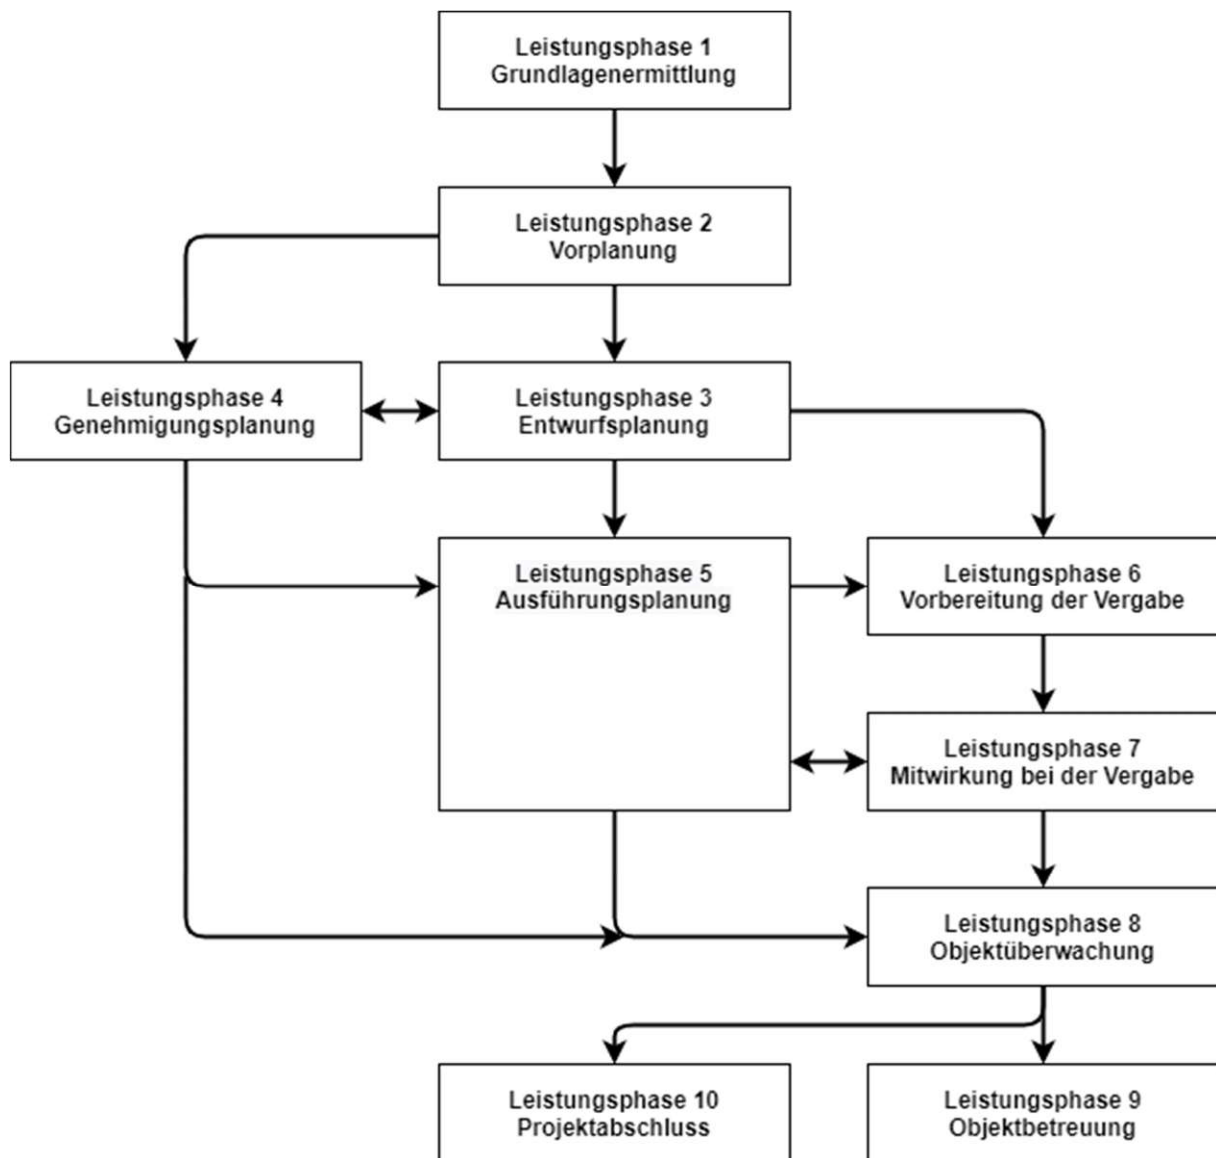 Leistungsphase 1
Grundlagenermittlung
Leistungsphase 2
Vorplanung
Leistungsphase 4
Genehmigungsplanung
Leistungsphase 3
Entwurfsplanung
Leistungsphase 5
Ausführungsplanung
Leistungsphase 6
Vorbereitung der Vergabe
Leistungsphase 7
Mitwirkung bei der Vergabe
Leistungsphase 8
Objektüberwachung
Leistungsphase 10
Projektabschluss
Leistungsphase 9
Objektbetreuung